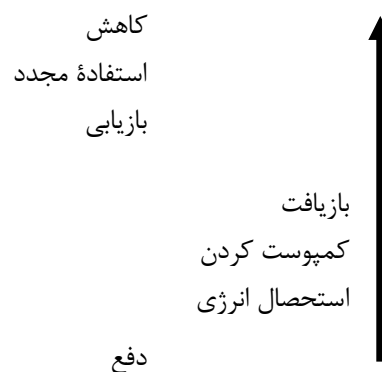 کاهش
استفادهٔ مجدد
بازیابی
بازیافت
کمپوست کردن
استحصال انرژی
دفع